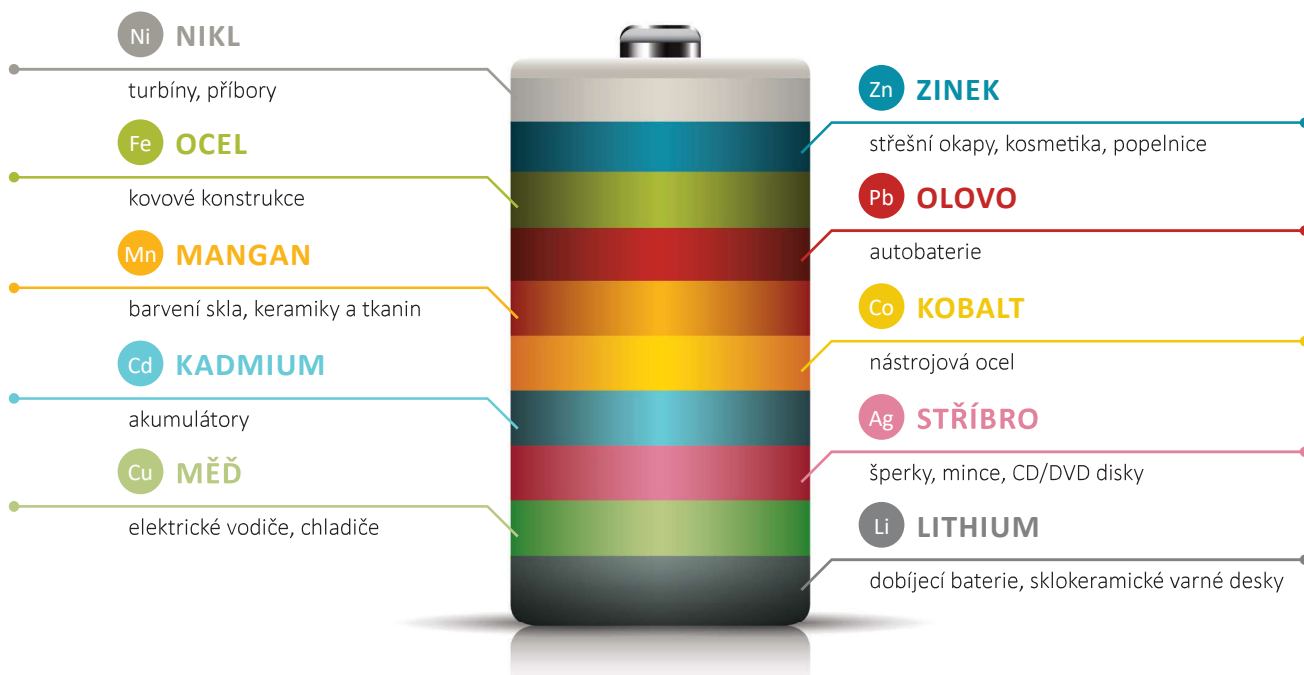 Ni NIKL
turbíny, příbory
Fe OCEL
kovové konstrukce
Mn MANGAN
barvení skla, keramiky a tkanin
Cd KADMIUM
akumulátory
Cu MĚĎ
elektrické vodiče, chladiče
Zn ZINEK
střešní okapy, kosmetika, popelnice
Pb OLOVO
autobaterie
Co KOBALT
nástrojová ocel
Ag STŘÍBRO
šperky, mince, CD/DVD disky
Li LITHIUM
dobíjecí baterie, sklokeramické varné desky